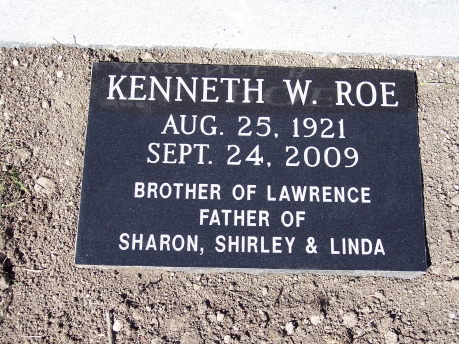 KENNETH W. ROE
AUG. 25, 1921
SEPT. 24, 2009
BROTHER OF LAWRENCE
FATHER OF
SHARON, SHIRLEY & LINDA